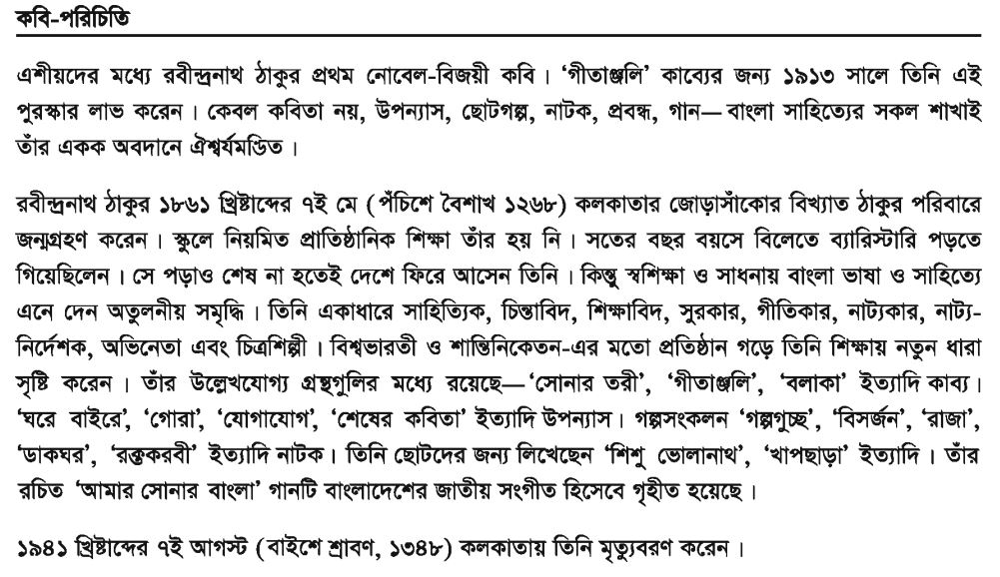 কবি-পরিচিতি
এশীয়দের মধ্যে রবীন্দ্রনাথ ঠাকুর প্রথম নোবেল-বিজয়ী কবি। ‘গীতাঞ্জলি’ কাব্যের জন্য ১৯১৩ সালে তিনি এই
পুরস্কার লাভ করেন। কেবল কবিতা নয়, উপন্যাস, ছোটগল্প, নাটক, প্রবন্ধ, গান— বাংলা সাহিত্যের সকল শাখাই
তাঁর একক অবদানে ঐশ্বর্যমণ্ডিত।
রবীন্দ্রনাথ ঠাকুর ১৮৬১ খ্রিষ্টাব্দের ৭ই মে (পঁচিশে বৈশাখ ১২৬৮) কলকাতার জোড়াসাঁকোর বিখ্যাত ঠাকুর পরিবারে
জন্মগ্রহণ করেন। স্কুলে নিয়মিত প্রাতিষ্ঠানিক শিক্ষা তাঁর হয় নি। সতের বছর বয়সে বিলেতে ব্যারিস্টারি পড়তে
গিয়েছিলেন। সে পড়াও শেষ না হতেই দেশে ফিরে আসেন তিনি। কিন্তু স্বশিক্ষা ও সাধনায় বাংলা ভাষা ও সাহিত্যে
এনে দেন অতুলনীয় সমৃদ্ধি। তিনি একাধারে সাহিত্যিক, চিন্তাবিদ, শিক্ষাবিদ, সুরকার, গীতিকার, নাট্যকার, নাট্য-
নির্দেশক, অভিনেতা এবং চিত্রশিল্পী। বিশ্বভারতী ও শান্তিনিকেতন-এর মতো প্রতিষ্ঠান গড়ে তিনি শিক্ষায় নতুন ধারা
সৃষ্টি করেন। তাঁর উল্লেখযোগ্য গ্রন্থগুলির মধ্যে রয়েছে— ‘সোনার তরী’, ‘গীতাঞ্জলি’, ‘বলাকা’ ইত্যাদি কাব্য।
‘ঘরে বাইরে’, ‘গোরা’, ‘যোগাযোগ’, ‘শেষের কবিতা’ ইত্যাদি উপন্যাস। গল্পসংকলন ‘গল্পগুচ্ছ’, ‘বিসর্জন’, ‘রাজা’,
‘ডাকঘর’, ‘রক্তকরবী’ ইত্যাদি নাটক। তিনি ছোটদের জন্য লিখেছেন ‘শিশু ভোলানাথ’, ‘খাপছাড়া’ ইত্যাদি। তাঁর
রচিত ‘আমার সোনার বাংলা’ গানটি বাংলাদেশের জাতীয় সংগীত হিসেবে গৃহীত হয়েছে।
১৯৪১ খ্রিষ্টাব্দের ৭ই আগস্ট (বাইশে শ্রাবণ, ১৩৪৮) কলকাতায় তিনি মৃত্যুবরণ করেন।